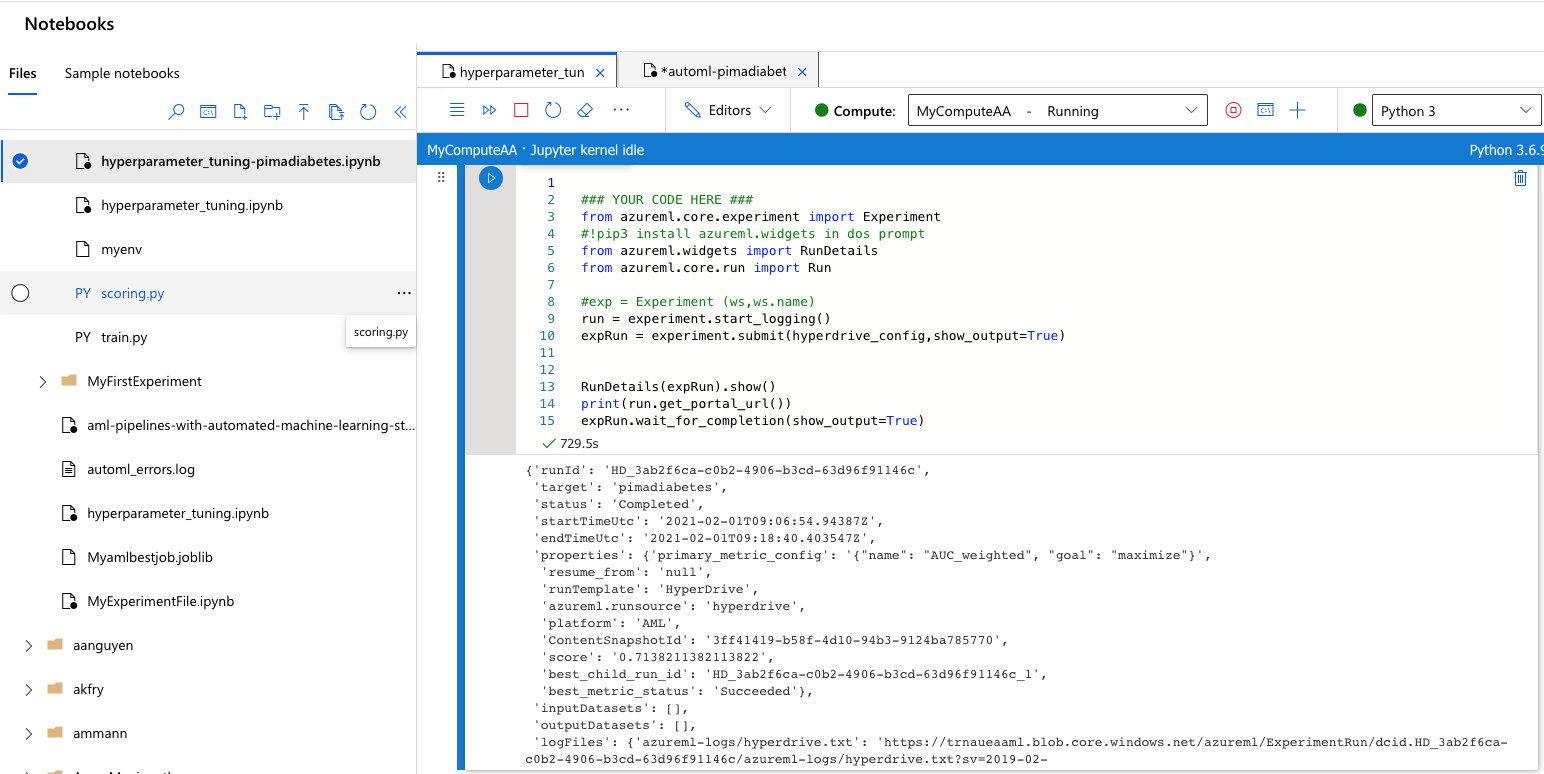 Notebooks
Files
Sample notebooks
hyperparameter_tuning-pimadiabetes.ipynb
hyperparameter_tuning.ipynb
myenv
PY scoring.py ...
scoring.py
PY train.py
MyFirstExperiment
aml-pipelines-with-automated-machine-learning-st...
automl_errors.log
hyperparameter_tuning.ipynb
Myamlbestjob.joblib
MyExperimentFile.ipynb
aanguyen
akfry
ammann
hyperparameter_tun
*automl-pimadiabet
... Editors Compute: MyComputeAA - Running Python 3
MyComputeAA · Jupyter kernel idle Python 3.6.9
1
2 ### YOUR CODE HERE ###
3 from azureml.core.experiment import Experiment
4 #!pip3 install azureml.widgets in dos prompt
5 from azureml.widgets import RunDetails
6 from azureml.core.run import Run
7
8 #exp = Experiment (ws,ws.name)
9 run = experiment.start_logging()
10 expRun = experiment.submit(hyperdrive_config,show_output=True)
11
12
13 RunDetails(expRun).show()
14 print(run.get_portal_url())
15 expRun.wait_for_completion(show_output=True)
729.5s
{'runId': 'HD_3ab2f6ca-c0b2-4906-b3cd-63d96f91146c',
'target': 'pimadiabetes',
'status': 'Completed',
'startTimeUtc': '2021-02-01T09:06:54.94387Z',
'endTimeUtc': '2021-02-01T09:18:40.403547Z',
'properties': {'primary_metric_config': '{"name": "AUC_weighted", "goal": "maximize"}',
'resume_from': 'null',
'runTemplate': 'HyperDrive',
'azureml.runsource': 'hyperdrive',
'platform': 'AML',
'ContentSnapshotId': '3ff41419-b58f-4d10-94b3-9124ba785770',
'score': '0.7138211382113822',
'best_child_run_id': 'HD_3ab2f6ca-c0b2-4906-b3cd-63d96f91146c_1',
'best_metric_status': 'Succeeded'},
'inputDatasets': [],
'outputDatasets': [],
'logFiles': {'azureml-logs/hyperdrive.txt': 'https://trnaueaaml.blob.core.windows.net/azureml/ExperimentRun/dcid.HD_3ab2f6ca-
c0b2-4906-b3cd-63d96f91146c/azureml-logs/hyperdrive.txt?sv=2019-02-